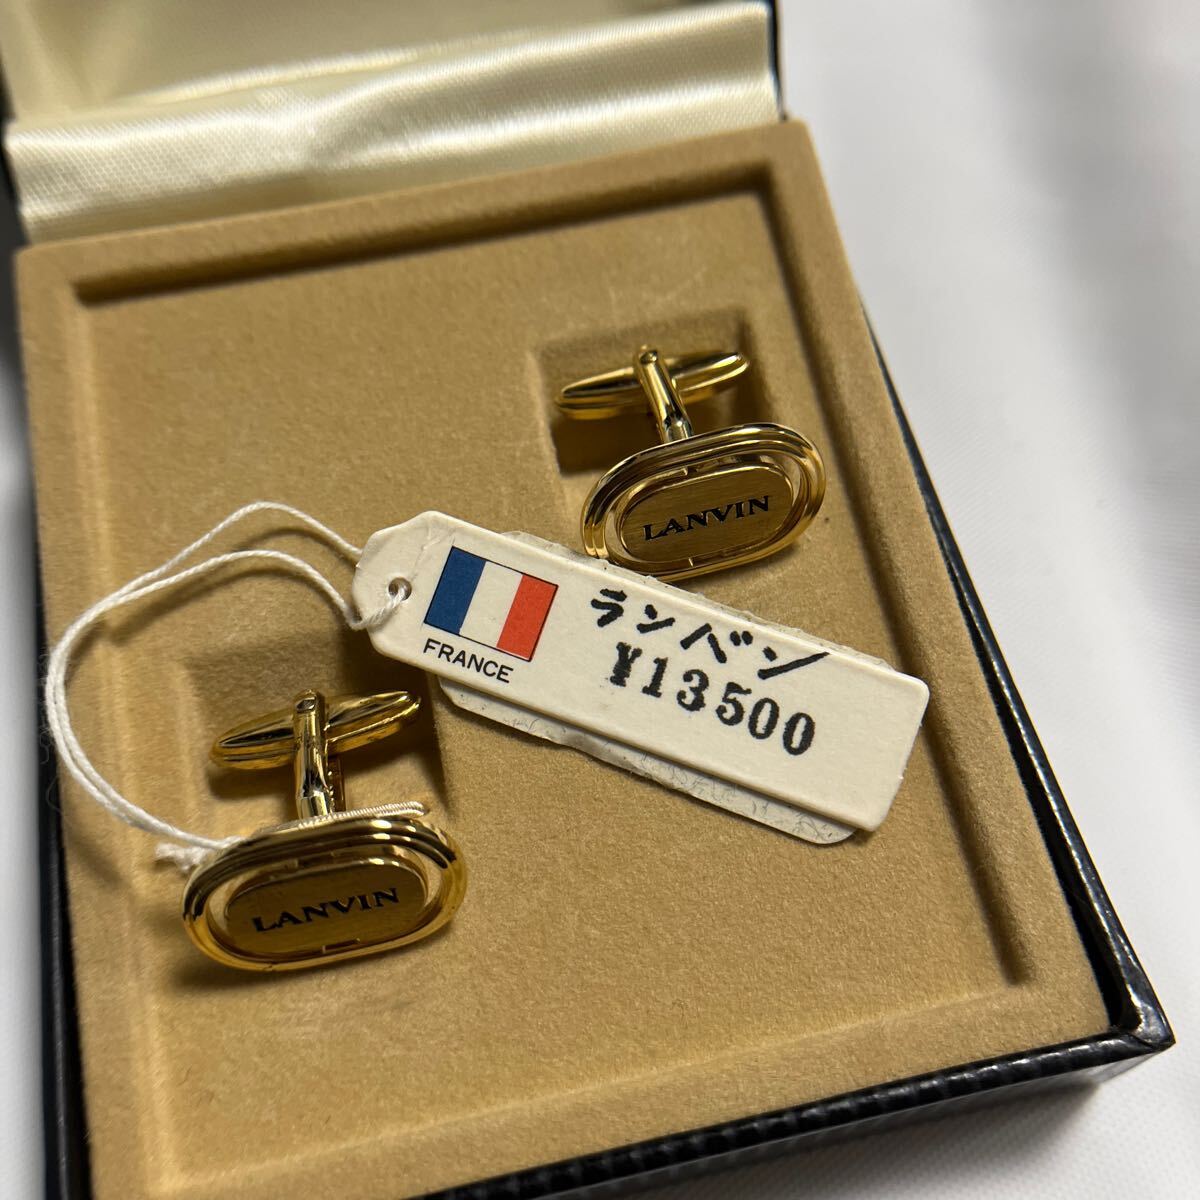 LANVIN
FRANCE
ランバン
¥13500
LANVIN